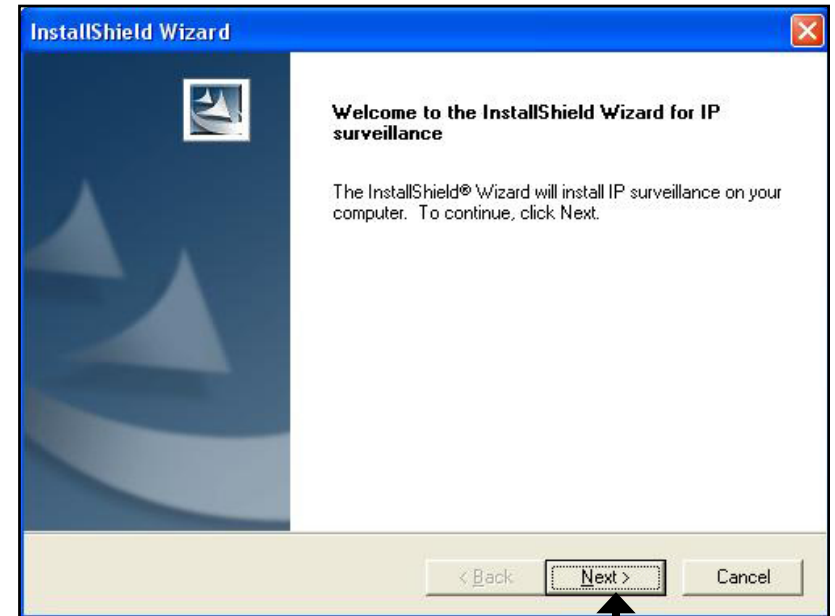 InstallShield Wizard
Welcome to the InstallShield Wizard for IP
surveillance
The InstallShield® Wizard will install IP surveillance on your
computer. To continue, click Next.
< Back
Next >
Cancel